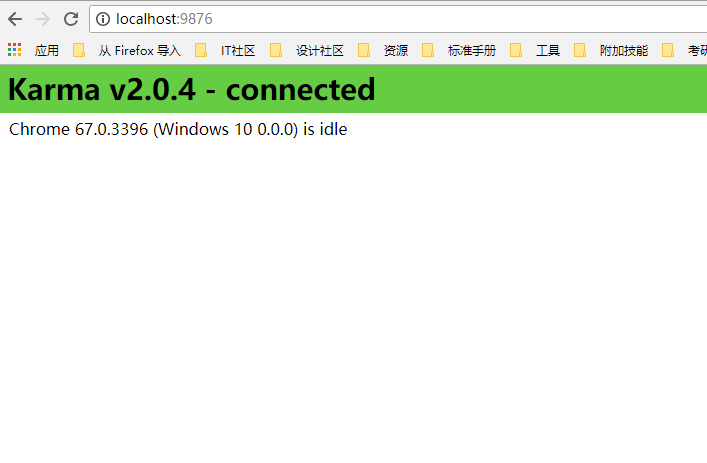 localhost:9876
应用 从 Firefox 导入 IT社区 设计社区 资源 标准手册 工具 附加技能 考研
Karma v2.0.4 - connected
Chrome 67.0.3396 (Windows 10 0.0.0) is idle